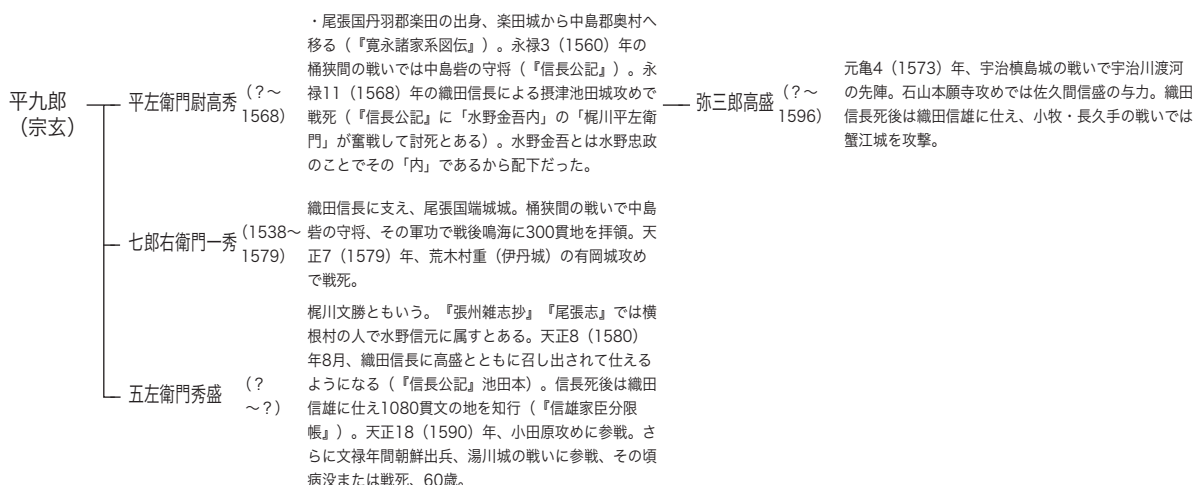 平九郎
（宗玄）
平左衛門尉高秀
（？～
1568）
・尾張国丹羽郡楽田の出身、楽田城から中島郡奥村へ
移る（『寛永諸家系図伝』）。永禄3（1560）年の
桶狭間の戦いでは中島砦の守将（『信長公記』）。永
禄11（1568）年の織田信長による摂津池田城攻めで
戦死（『信長公記』に「水野金吾内」の「梶川平左衛
門」が奮戦して討死とある）。水野金吾とは水野忠政
のことでその「内」であるから配下だった。
弥三郎高盛
（？～
1596）
元亀4（1573）年、宇治槙島城の戦いで宇治川渡河
の先陣。石山本願寺攻めでは佐久間信盛の与力。織田
信長死後は織田信雄に仕え、小牧・長久手の戦いでは
蟹江城を攻撃。
七郎右衛門一秀
（1538～
1579）
織田信長に支え、尾張国端城城。桶狭間の戦いで中島
砦の守将、その軍功で戦後鳴海に300貫地を拝領。天
正7（1579）年、荒木村重（伊丹城）の有岡城攻め
で戦死。
五左衛門秀盛
（？
～？）
梶川文勝ともいう。『張州雑志抄』『尾張志』では横
根村の人で水野信元に属すとある。天正8（1580）
年8月、織田信長に高盛とともに召し出されて仕える
ようになる（『信長公記』池田本）。信長死後は織田
信雄に仕え1080貫文の地を知行（『信雄家臣分限
帳』）。天正18（1590）年、小田原攻めに参戦。さ
らに文禄年間朝鮮出兵、湯川城の戦いに参戦、その頃
病没または戦死、60歳。